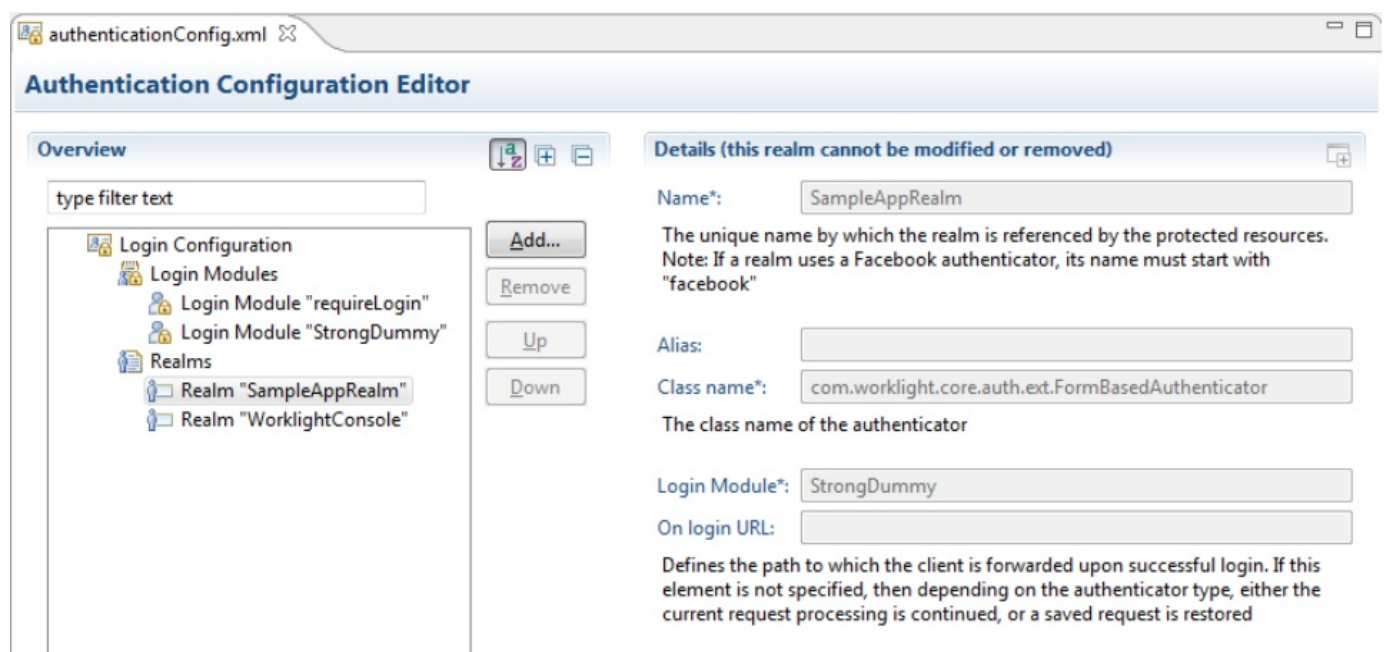 authenticationConfig.xml
Authentication Configuration Editor
Overview
type filter text
Login Configuration
Login Modules
Login Module "requireLogin"
Login Module "StrongDummy"
Realms
Realm "SampleAppRealm"
Realm "WorklightConsole"
Add...
Remove
Up
Down
Details (this realm cannot be modified or removed)
Name*: SampleAppRealm
The unique name by which the realm is referenced by the protected resources.
Note: If a realm uses a Facebook authenticator, its name must start with
"facebook"
Alias:
Class name*: com.worklight.core.auth.ext.FormBasedAuthenticator
The class name of the authenticator
Login Module*: StrongDummy
On login URL:
Defines the path to which the client is forwarded upon successful login. If this
element is not specified, then depending on the authenticator type, either the
current request processing is continued, or a saved request is restored